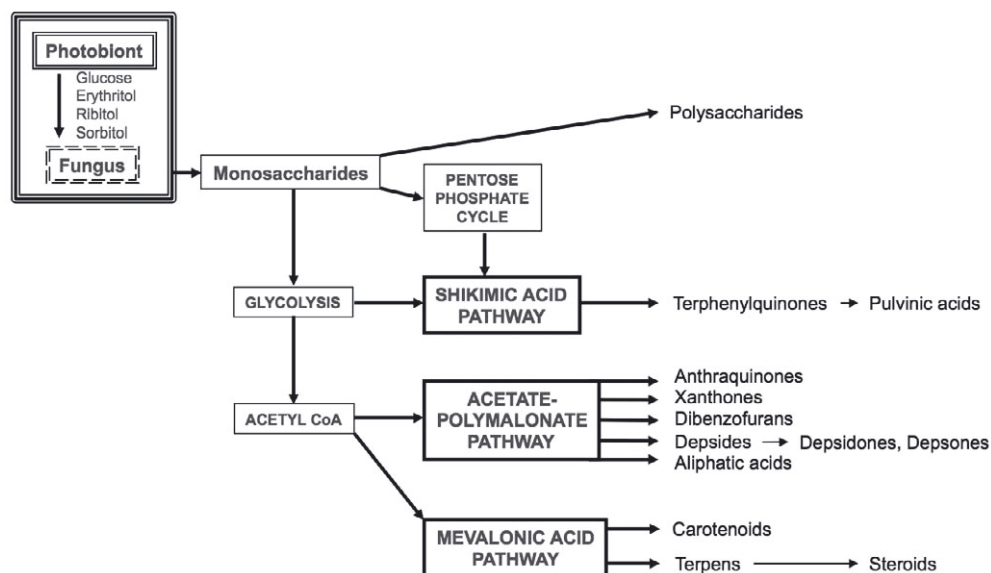 Photobiont
Glucose
Erythritol
Ribitol
Sorbitol
Fungus
Monosaccharides
Polysaccharides
PENTOSE
PHOSPHATE
CYCLE
GLYCOLYSIS
SHIKIMIC ACID
PATHWAY
Terphenylquinones
Pulvinic acids
ACETYL CoA
ACETATE-
POLYMALONATE
PATHWAY
Anthraquinones
Xanthones
Dibenzofurans
Depsides
Depsidones, Depsones
Aliphatic acids
MEVALONIC ACID
PATHWAY
Carotenoids
Terpens
Steroids